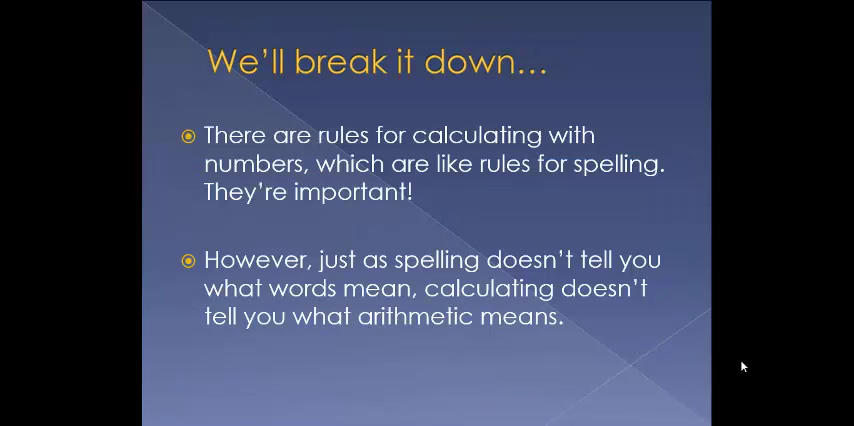 We'll break it down...
There are rules for calculating with
numbers, which are like rules for spelling.
They're important!
However, just as spelling doesn't tell you
what words mean, calculating doesn't
tell you what arithmetic means.